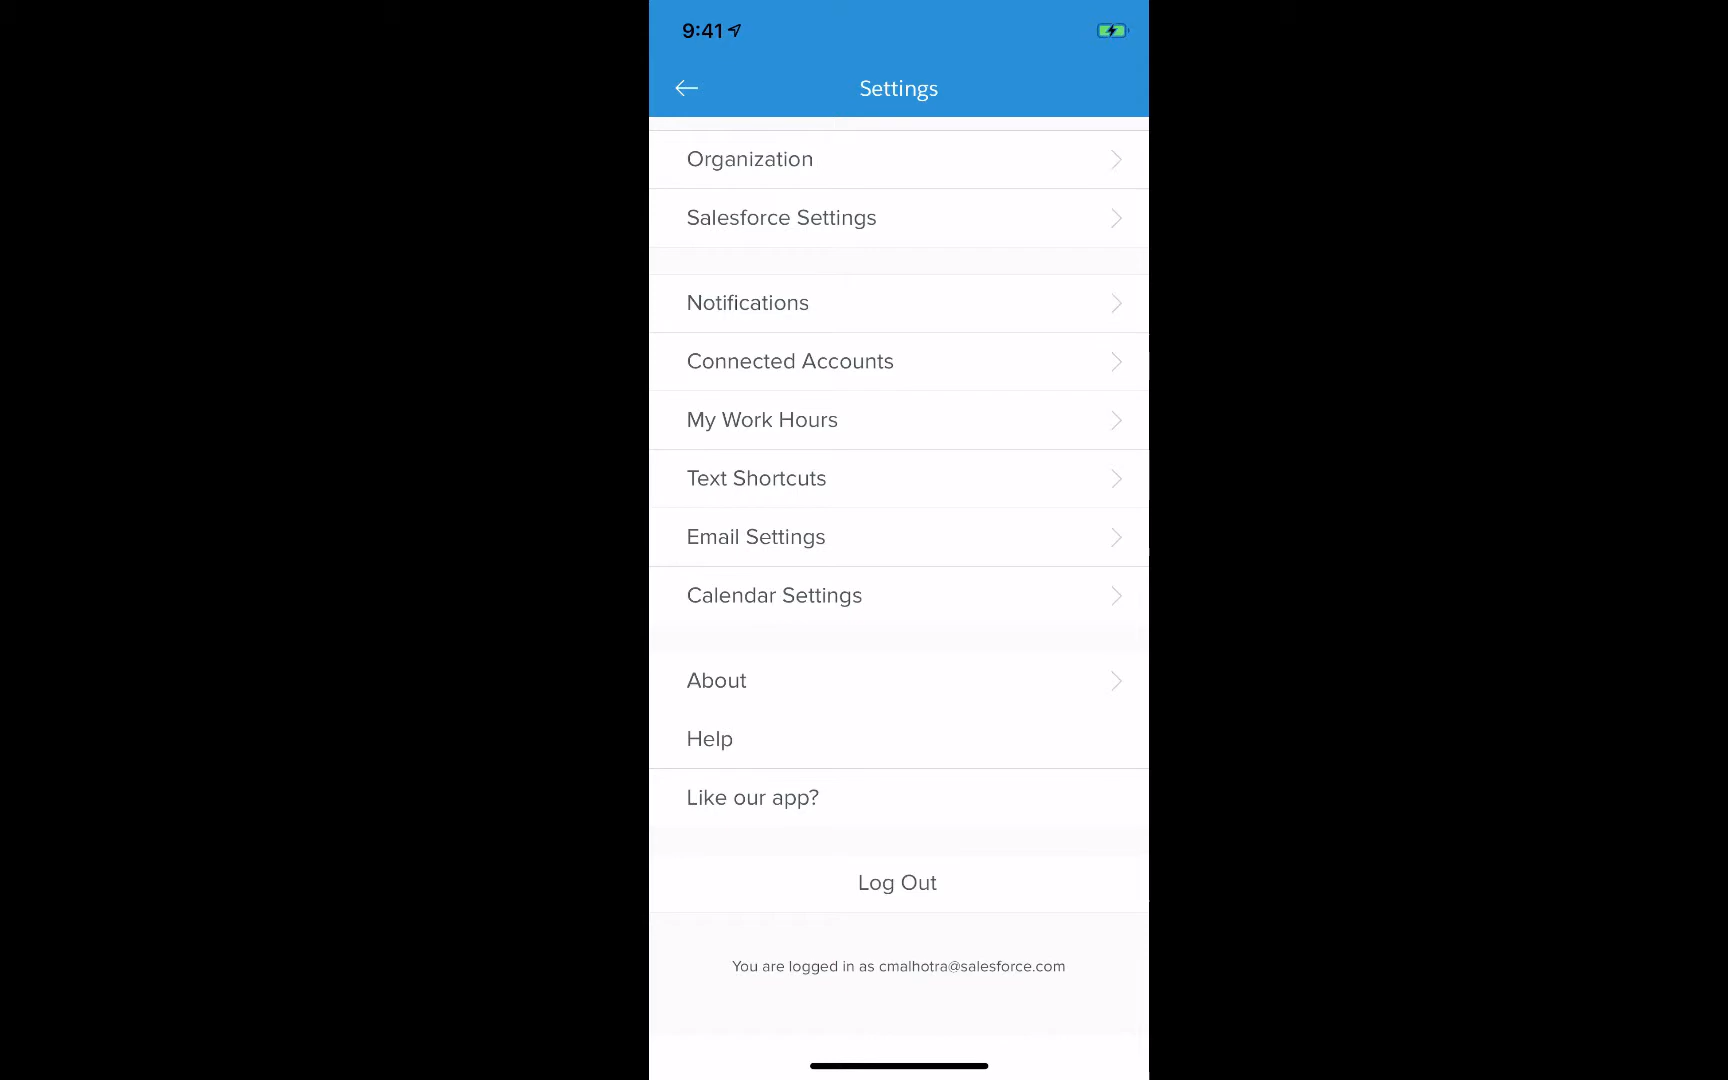 9:41
Settings
Organization
Salesforce Settings
Notifications
Connected Accounts
My Work Hours
Text Shortcuts
Email Settings
Calendar Settings
About
Help
Like our app?
Log Out
You are logged in as cmalhotra@salesforce.com